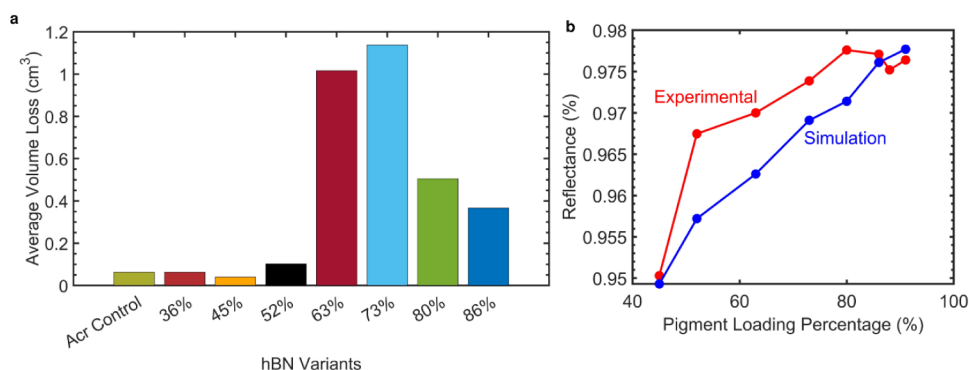 a
Average Volume Loss (cm³)
1.2
1
0.8
0.6
0.4
0.2
0
Acr Control
36%
45%
52%
63%
73%
80%
86%
hBN Variants
b
Reflectance (%)
0.98
0.975
0.97
0.965
0.96
0.955
0.95
Experimental
Simulation
40
60
80
100
Pigment Loading Percentage (%)